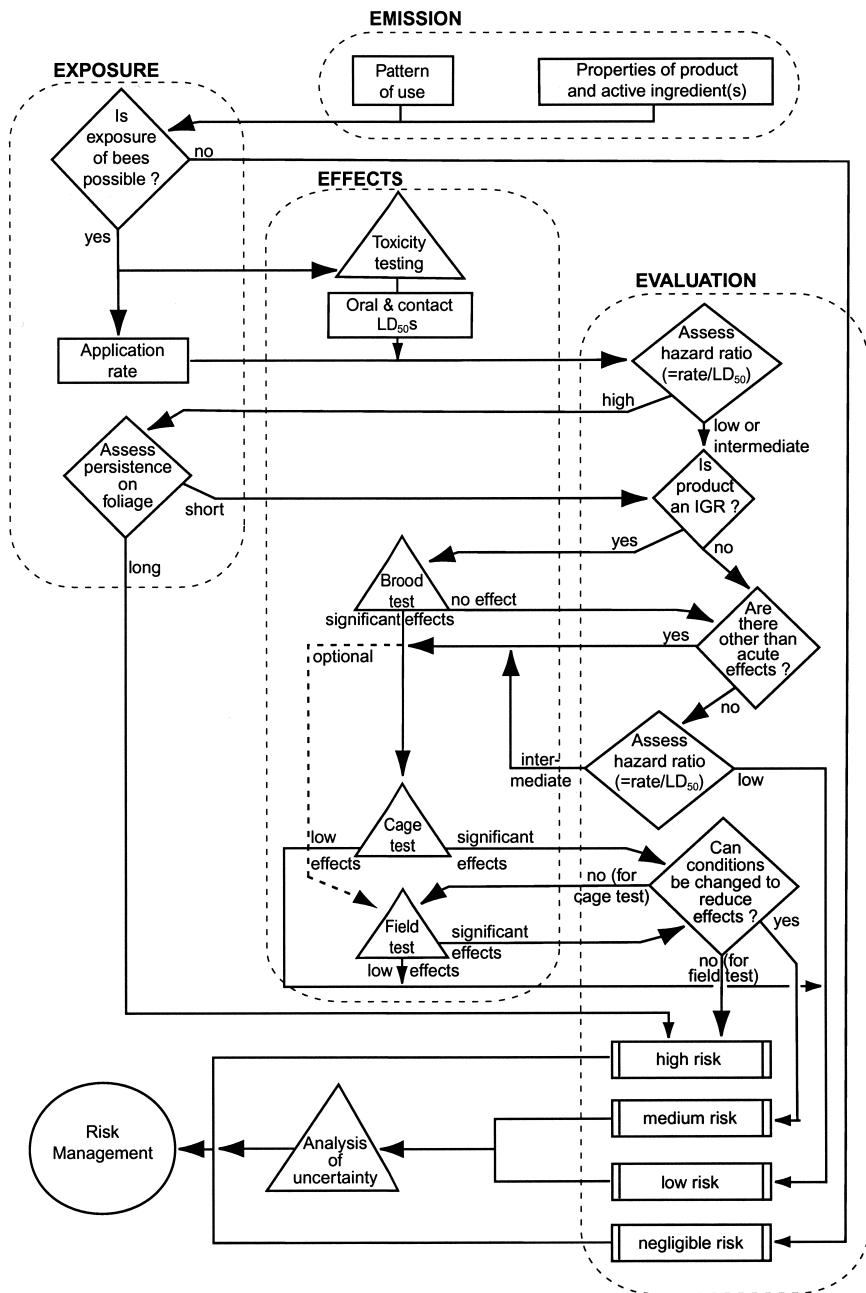 EMISSION
Pattern
of use
Properties of product
and active ingredient(s)
EXPOSURE
Is
exposure
of bees
possible ?
no
yes
EFFECTS
Toxicity
testing
Oral & contact
LD₅₀s
Application
rate
EVALUATION
Assess
hazard ratio
(=rate/LD₅₀)
high
low or
intermediate
Assess
persistence
on
foliage
short
long
Is
product
an IGR ?
yes
no
Brood
test
significant effects
no effect
Are
there
other than
acute
effects ?
yes
optional
no
Assess
hazard ratio
(=rate/LD₅₀)
inter-
mediate
low
Cage
test
low
effects
significant
effects
Can
conditions
be changed to
reduce
effects ?
no (for
cage test)
yes
Field
test
significant
effects
low effects
no (for
field test)
high risk
medium risk
low risk
negligible risk
Analysis
of
uncertainty
Risk
Management